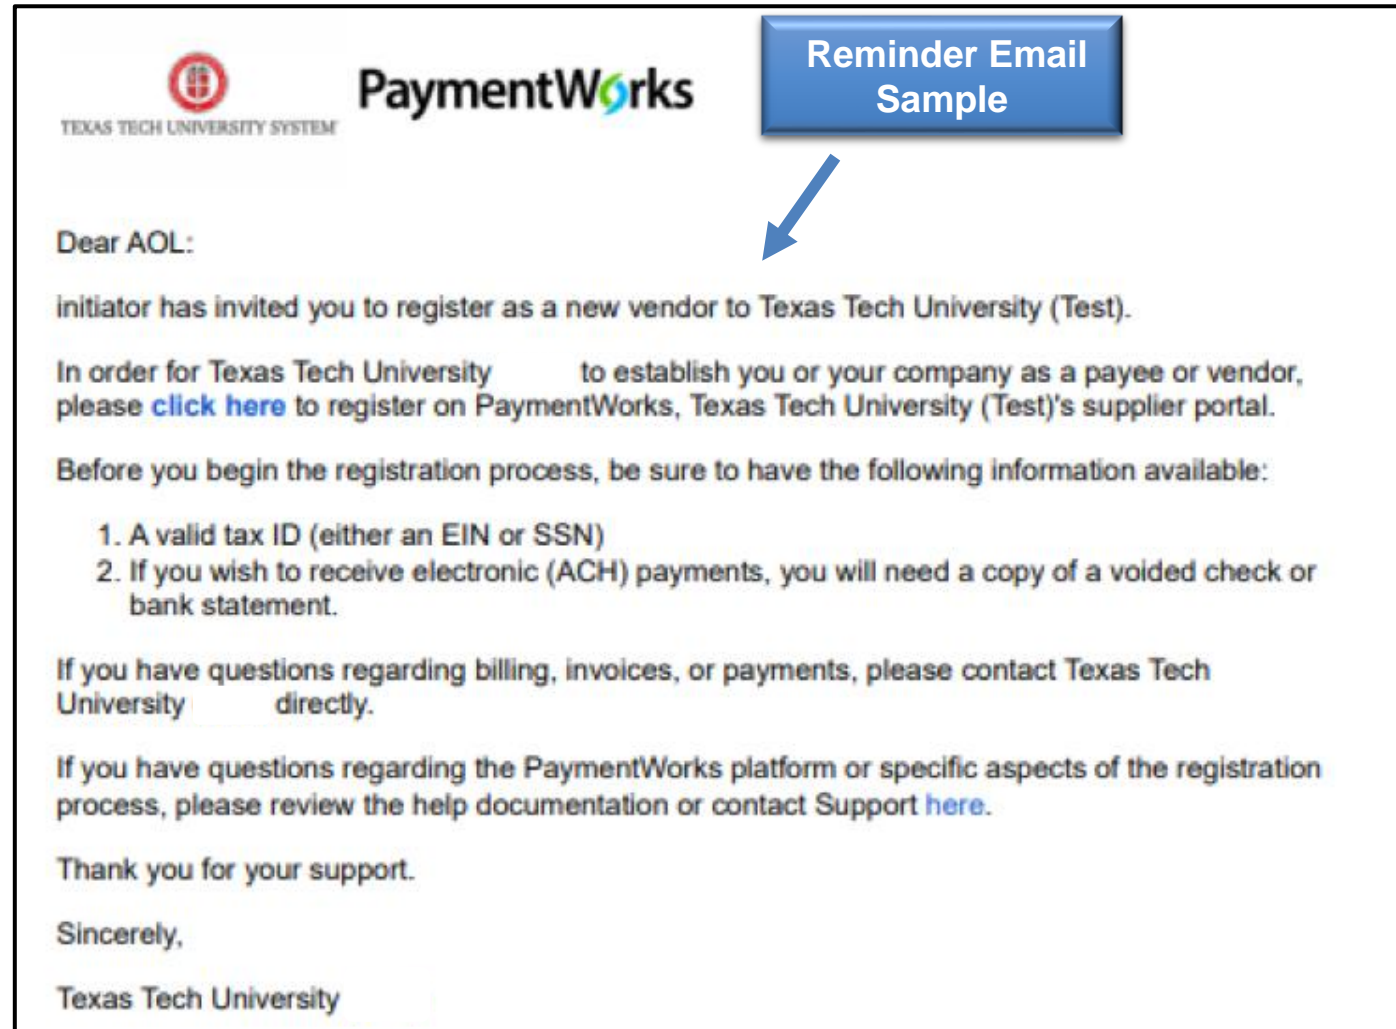 TEXAS TECH UNIVERSITY SYSTEM
PaymentWorks
Reminder Email
Sample
Dear AOL:
initiator has invited you to register as a new vendor to Texas Tech University (Test).
In order for Texas Tech University to establish you or your company as a payee or vendor,
please click here to register on PaymentWorks, Texas Tech University (Test)'s supplier portal.
Before you begin the registration process, be sure to have the following information available:
1. A valid tax ID (either an EIN or SSN)
2. If you wish to receive electronic (ACH) payments, you will need a copy of a voided check or
bank statement.
If you have questions regarding billing, invoices, or payments, please contact Texas Tech
University directly.
If you have questions regarding the PaymentWorks platform or specific aspects of the registration
process, please review the help documentation or contact Support here.
Thank you for your support.
Sincerely,
Texas Tech University